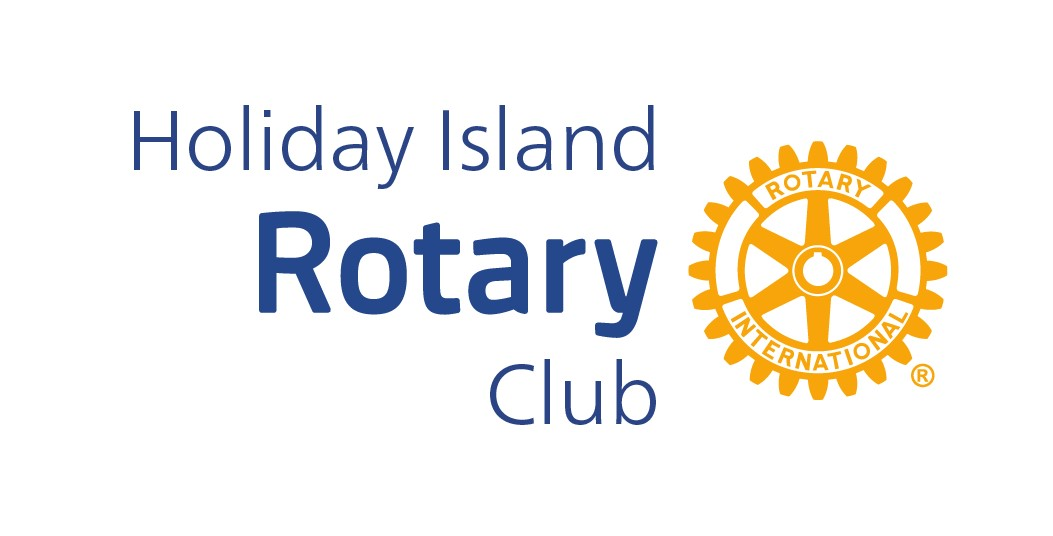 Holiday Island
Rotary
Club
ROTARY
INTERNATIONAL
®